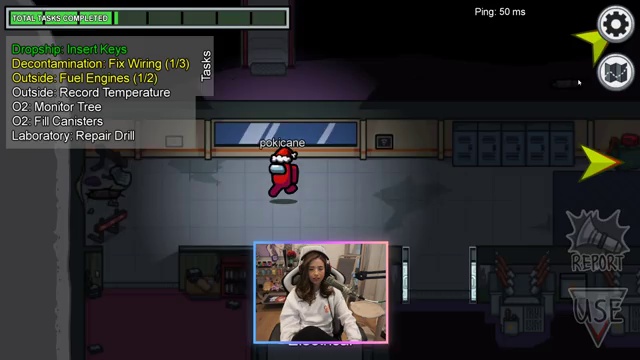 TOTAL TASKS COMPLETED
Ping: 50 ms
Dropship: Insert Keys
Decontamination: Fix Wiring (1/3)
Outside: Fuel Engines (1/2)
Outside: Record Temperature
O2: Monitor Tree
O2: Fill Canisters
Laboratory: Repair Drill
Tasks
pokicane
REPORT
USE